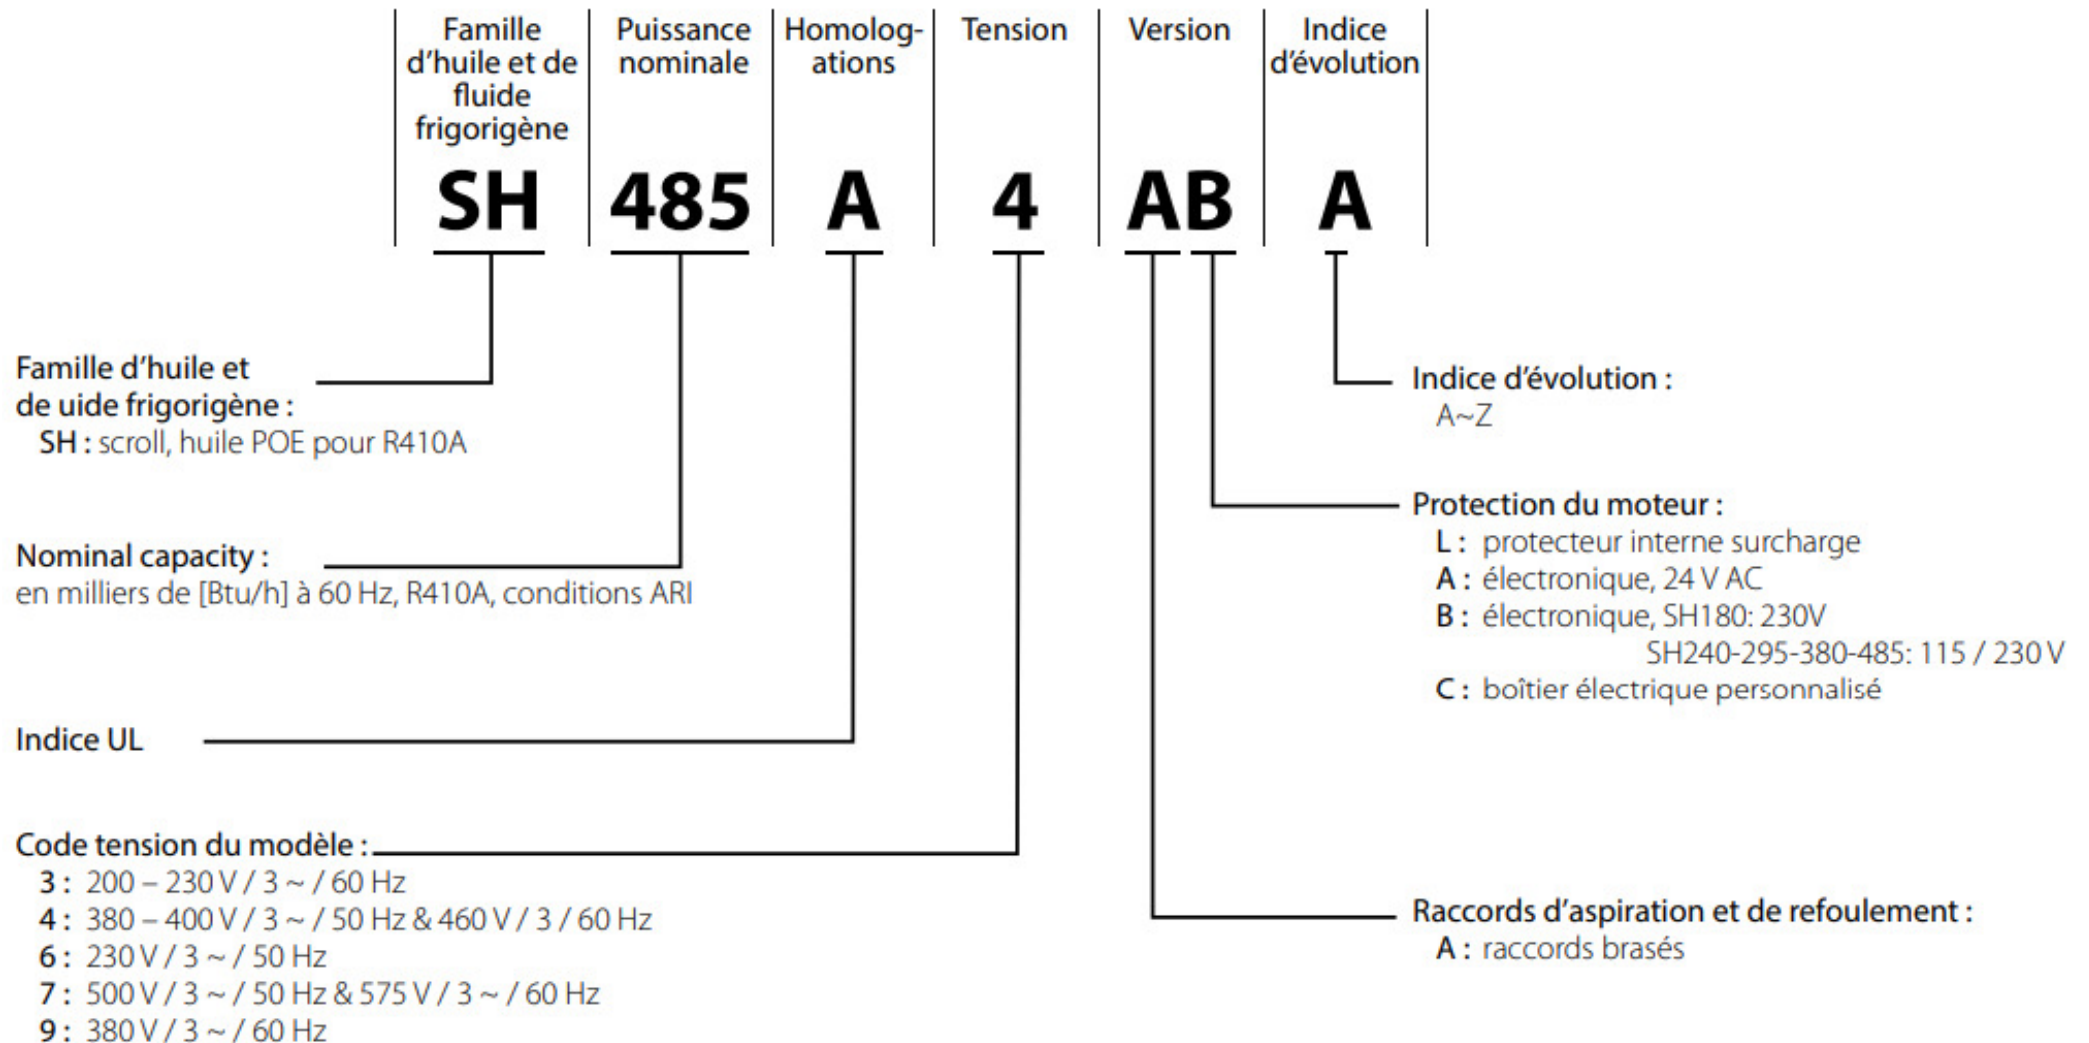 Famille
d'huile et de
fluide
frigorigène
Puissance
nominale
Homolog-
ations
Tension
Version
Indice
d'évolution
SH 485 A 4 AB A
Famille d'huile et
de uide frigorigène :
SH : scroll, huile POE pour R410A
Nominal capacity :
en milliers de [Btu/h] à 60 Hz, R410A, conditions ARI
Indice UL
Code tension du modèle :
3 : 200 – 230 V / 3 ~ / 60 Hz
4 : 380 – 400 V / 3 ~ / 50 Hz & 460 V / 3 / 60 Hz
6 : 230 V / 3 ~ / 50 Hz
7 : 500 V / 3 ~ / 50 Hz & 575 V / 3 ~ / 60 Hz
9 : 380 V / 3 ~ / 60 Hz
Indice d'évolution :
A~Z
Protection du moteur :
L : protecteur interne surcharge
A : électronique, 24 V AC
B : électronique, SH180: 230V
SH240-295-380-485: 115 / 230 V
C : boîtier électrique personnalisé
Raccords d'aspiration et de refoulement :
A : raccords brasés